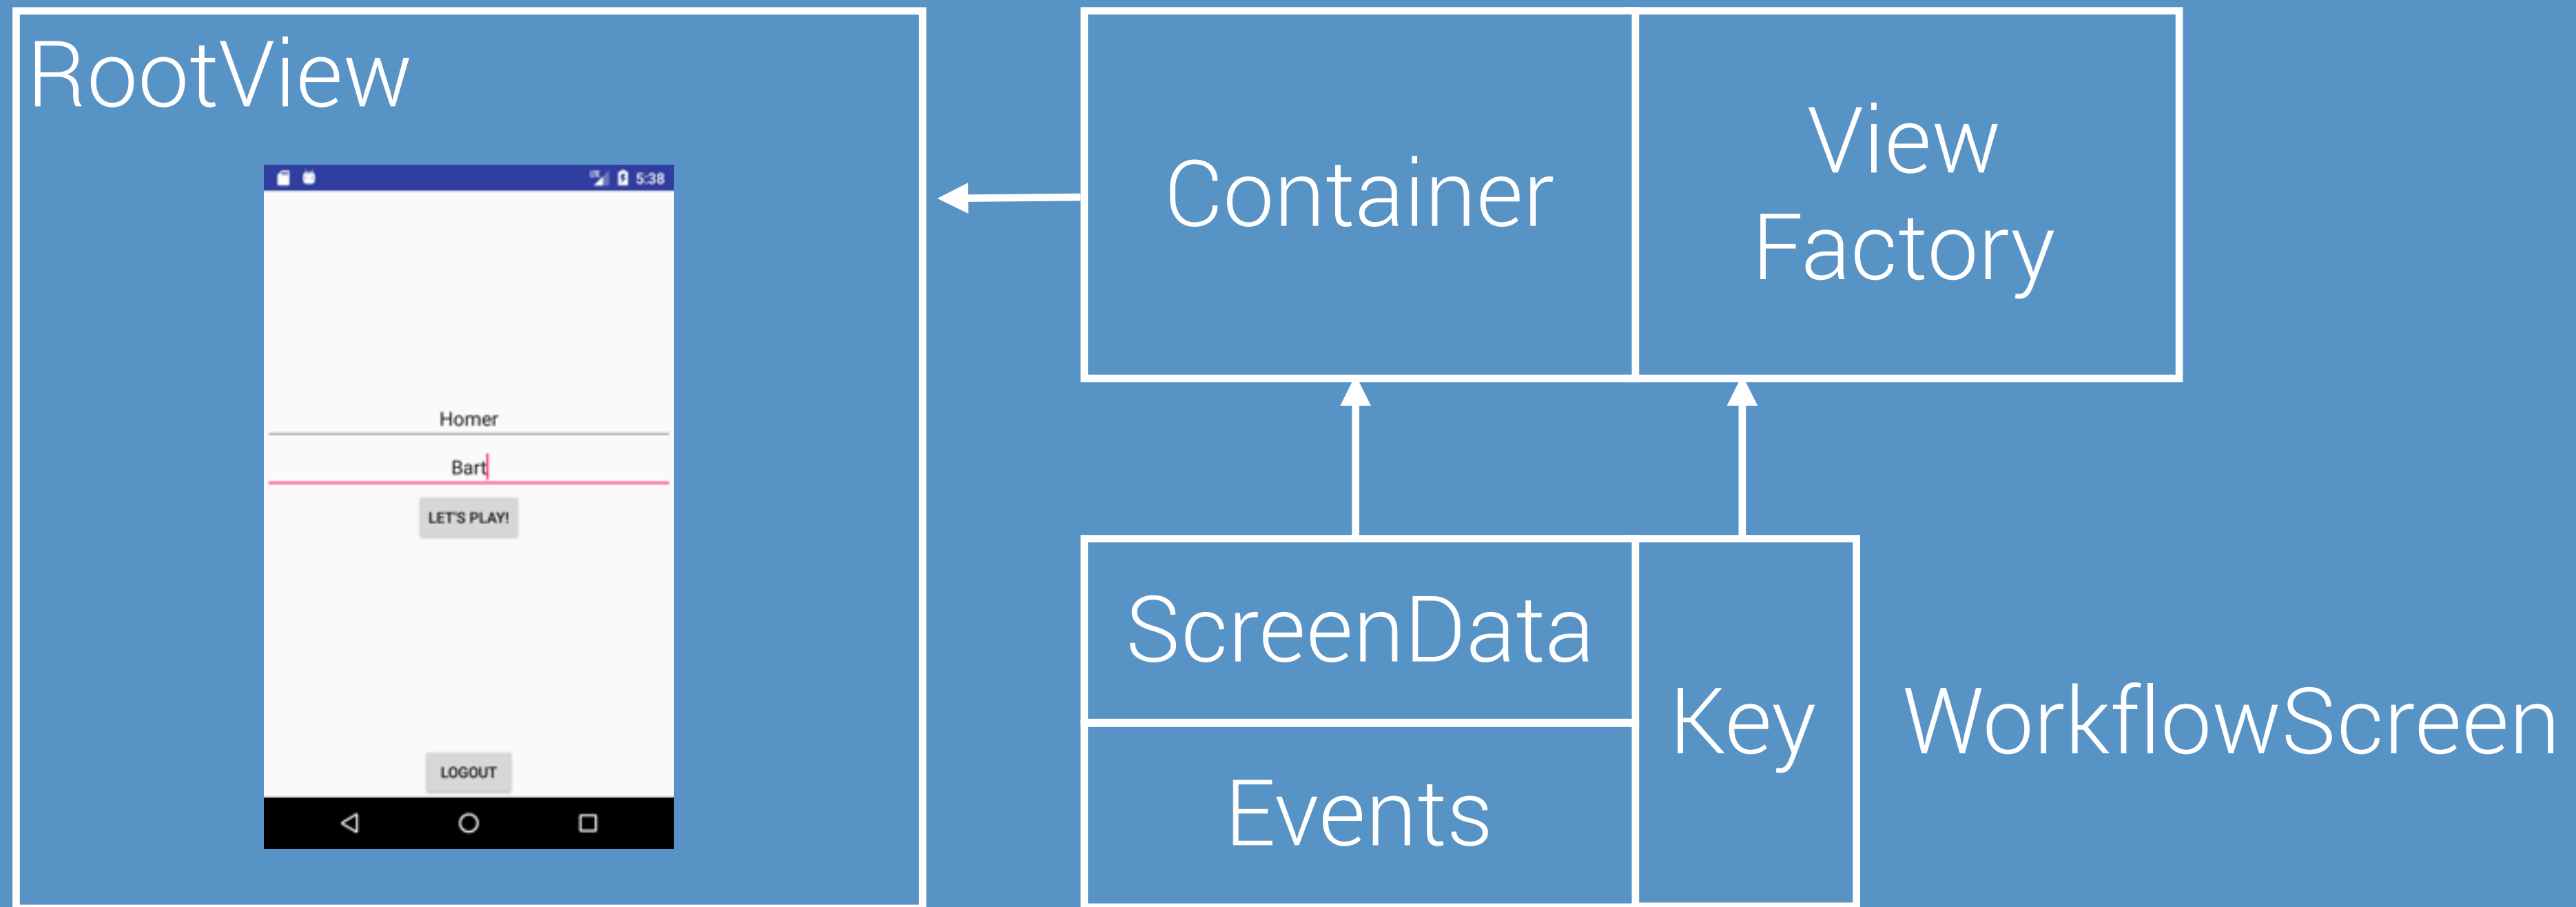 RootView
5:38
Homer
Bart
LET'S PLAY!
LOGOUT
Container
View
Factory
ScreenData
Events
Key
WorkflowScreen